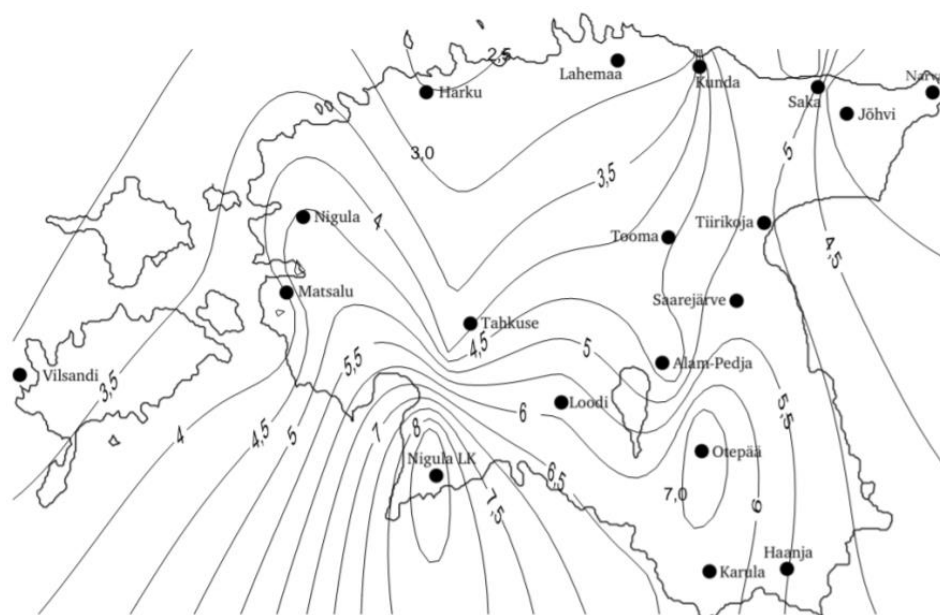 2,5
Lahemaa
Kunda
Narva
Harku
Saka
Jõhvi
3,0
5
3,5
Nigula
4
Tiirikoja
Tooma
4,5
Matsalu
Saarejärve
Tahkuse
4,5
5
5,5
Alam-Pedja
Vilsandi
3,5
5,5
Loodi
6
4
4,5
5
7
8
Otepää
Nigula LK
6,5
7,0
7,5
Haanja
Karula